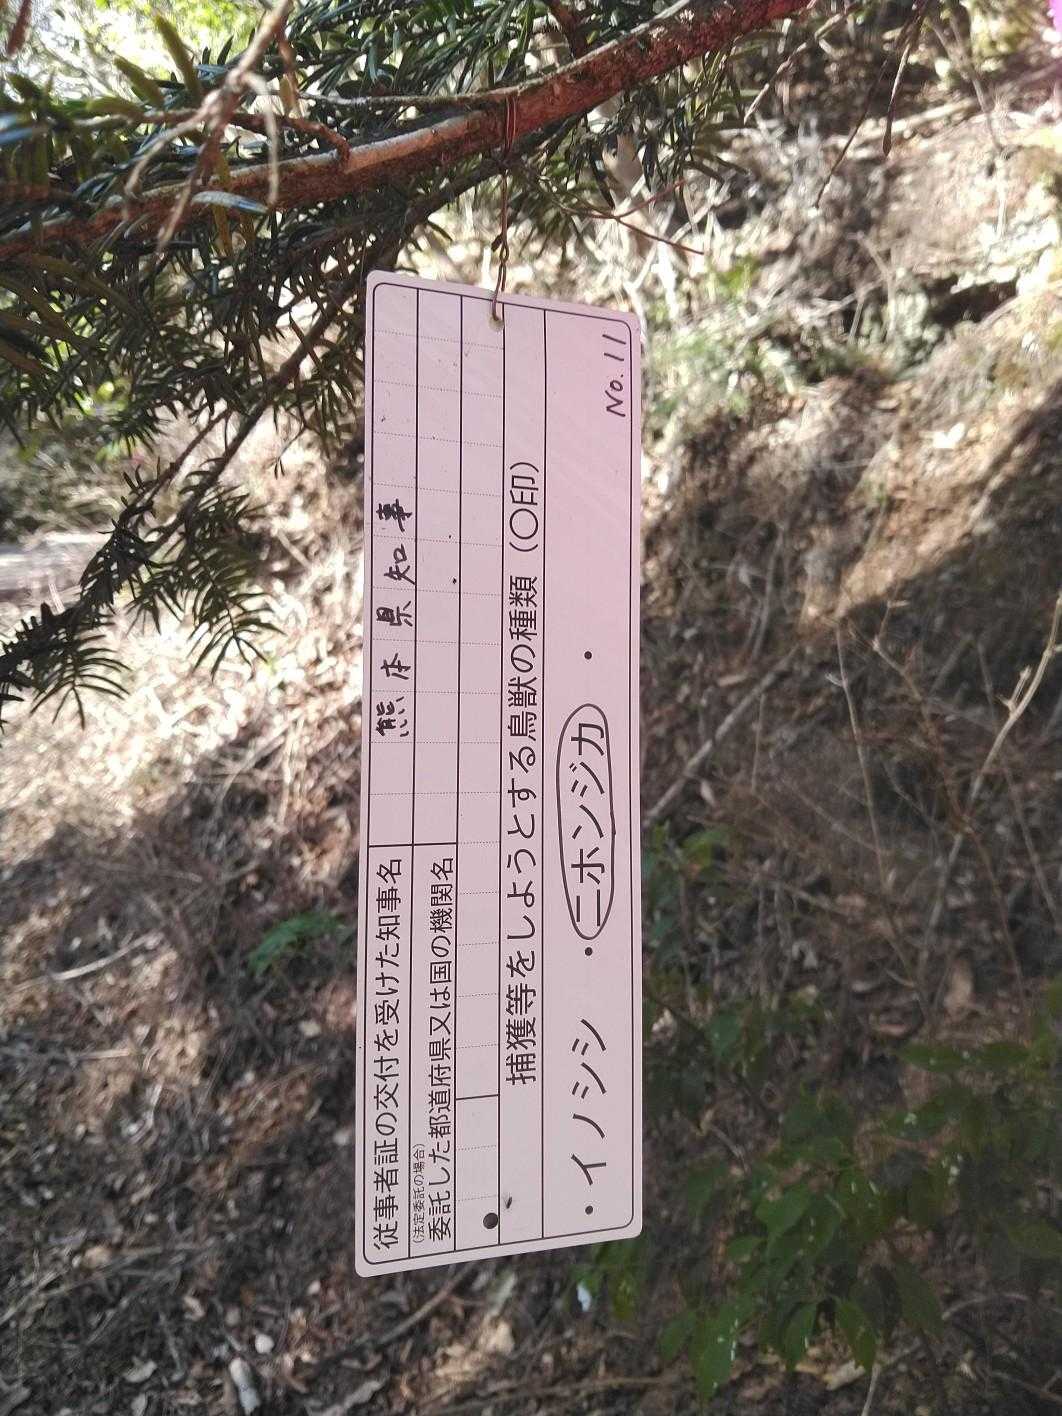 従事者証の交付を受けた知事名 熊本県知事
（法定委託の場合）
委託した都道府県又は国の機関名
捕獲等をしようとする鳥獣の種類（〇印）
・イノシシ ・ニホンジカ ・
No.11